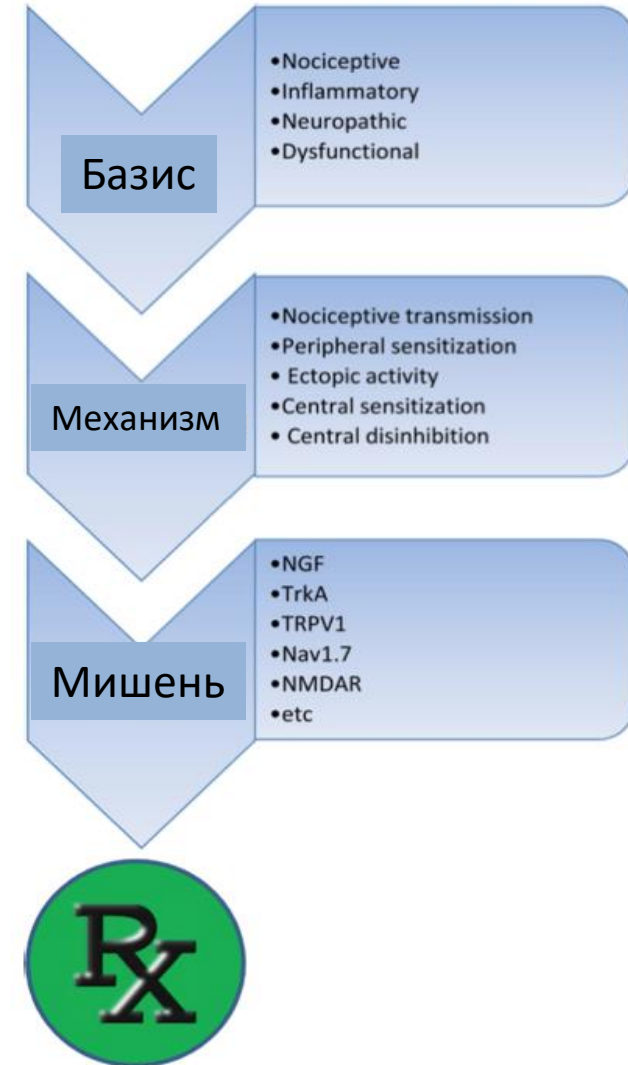 Базис
•Nociceptive
•Inflammatory
•Neuropathic
•Dysfunctional
Механизм
•Nociceptive transmission
•Peripheral sensitization
• Ectopic activity
•Central sensitization
• Central disinhibition
Мишень
•NGF
•TrkA
•TRPV1
•Nav1.7
•NMDAR
•etc
Rx